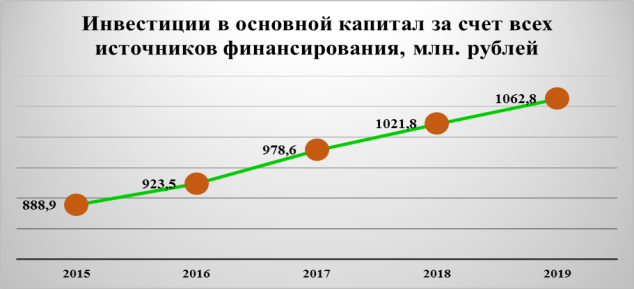 Инвестиции в основной капитал за счет всех
источников финансирования, млн. рублей
1062,8
1021,8
978,6
923,5
888,9
2015 2016 2017 2018 2019